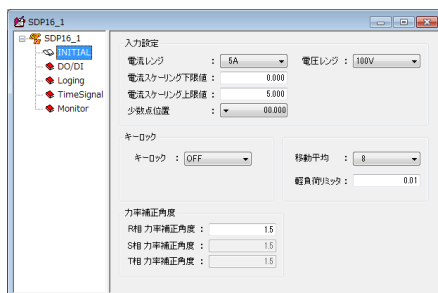 SDP16_1
SDP16_1
INITIAL
DO/DI
Loging
TimeSignal
Monitor
入力設定
電流レンジ : 5A 電圧レンジ : 100V
電流スケーリング下限値 : 0.000
電流スケーリング上限値 : 5.000
少数点位置 : 00.000
キーロック
キーロック : OFF
移動平均 : 8
軽負荷リミッタ : 0.01
力率補正角度
R相 力率補正角度 : 1.5
S相 力率補正角度 : 1.5
T相 力率補正角度 : 1.5